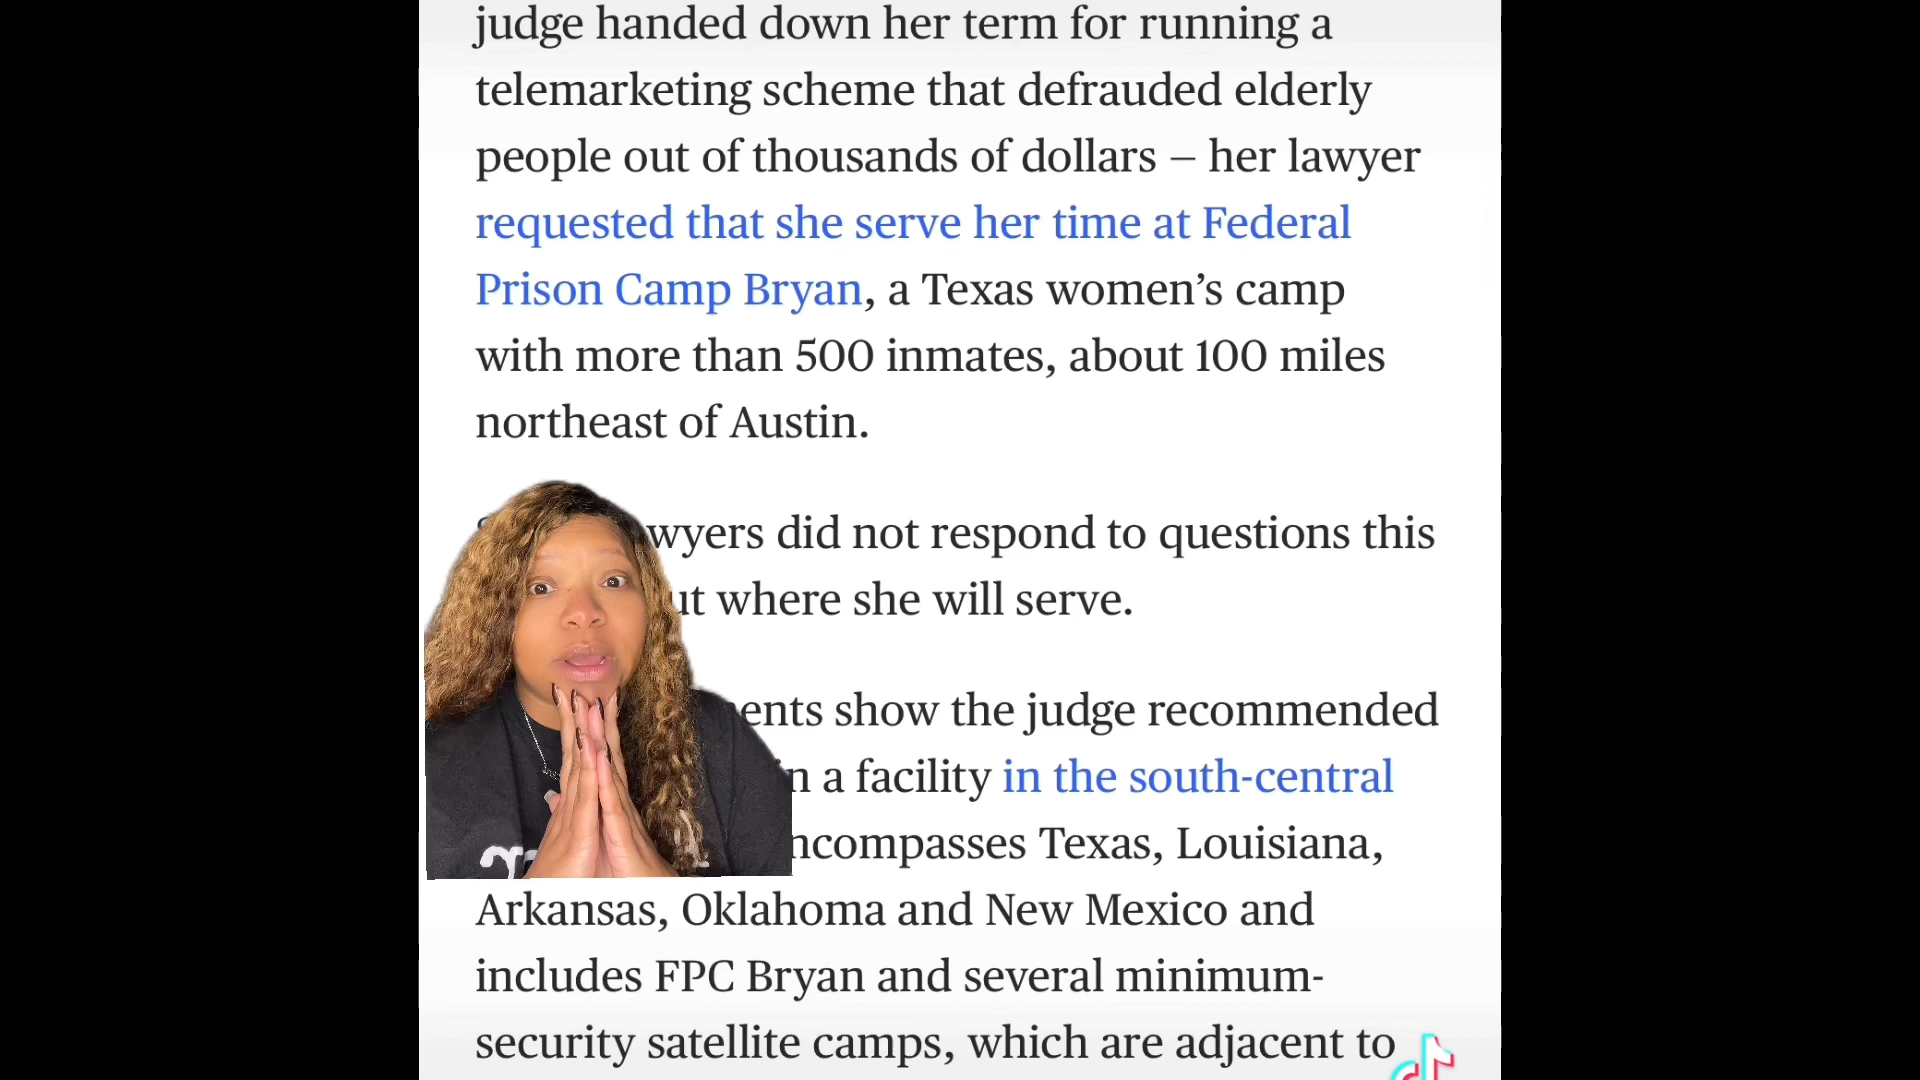 judge handed down her term for running a
telemarketing scheme that defrauded elderly
people out of thousands of dollars – her lawyer
requested that she serve her time at Federal
Prison Camp Bryan, a Texas women’s camp
with more than 500 inmates, about 100 miles
northeast of Austin.
wyers did not respond to questions this
ut where she will serve.
ents show the judge recommended
n a facility in the south-central
ncompasses Texas, Louisiana,
Arkansas, Oklahoma and New Mexico and
includes FPC Bryan and several minimum-
security satellite camps, which are adjacent to